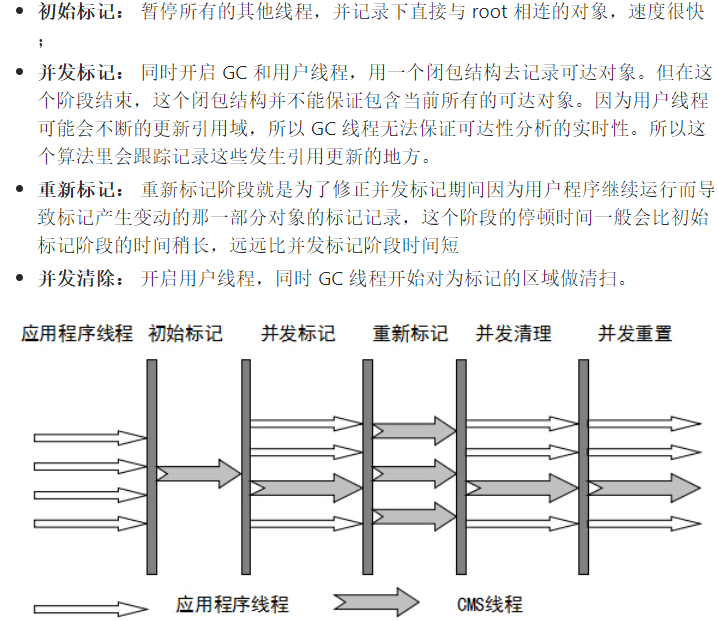 初始标记： 暂停所有的其他线程，并记录下直接与 root 相连的对象，速度很快
；
并发标记： 同时开启 GC 和用户线程，用一个闭包结构去记录可达对象。但在这
个阶段结束，这个闭包结构并不能保证包含当前所有的可达对象。因为用户线程
可能会不断的更新引用域，所以 GC 线程无法保证可达性分析的实时性。所以这
个算法里会跟踪记录这些发生引用更新的地方。
重新标记： 重新标记阶段就是为了修正并发标记期间因为用户程序继续运行而导
致标记产生变动的那一部分对象的标记记录，这个阶段的停顿时间一般会比初始
标记阶段的时间稍长，远远比并发标记阶段时间短
并发清除： 开启用户线程，同时 GC 线程开始对为标记的区域做清扫。
应用程序线程 初始标记 并发标记 重新标记 并发清理 并发重置
应用程序线程 CMS线程